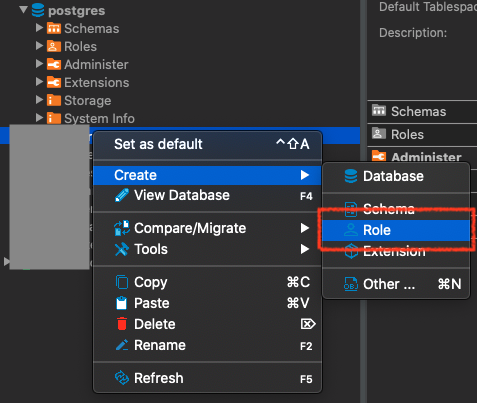 postgres
Schemas
Roles
Administer
Extensions
Storage
System Info
Default Tablespac
Description:
Schemas
Roles
Administer
Set as default ^⇧A
Create
View Database F4
Compare/Migrate
Tools
Copy ⌘C
Paste ⌘V
Delete ⌦
Rename F2
Refresh F5
Database
Schema
Role
Extension
Other ... ⌘N